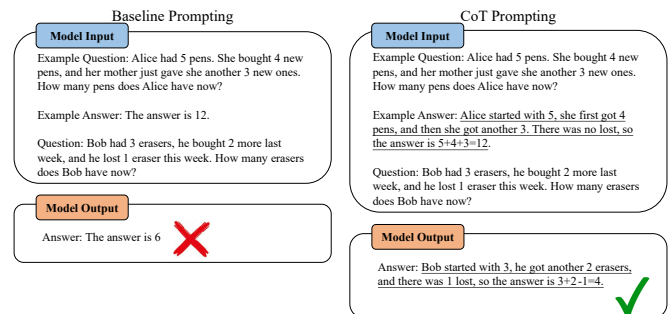 Baseline Prompting
Model Input
Example Question: Alice had 5 pens. She bought 4 new
pens, and her mother just gave her another 3 new ones.
How many pens does Alice have now?
Example Answer: The answer is 12.
Question: Bob had 3 erasers, he bought 2 more last
week, and he lost 1 eraser this week. How many erasers
does Bob have now?
Model Output
Answer: The answer is 6
CoT Prompting
Model Input
Example Question: Alice had 5 pens. She bought 4 new
pens, and her mother just gave her another 3 new ones.
How many pens does Alice have now?
Example Answer: Alice started with 5, she first got 4
pens, and then she got another 3. There was no lost, so
the answer is 5+4+3=12.
Question: Bob had 3 erasers, he bought 2 more last
week, and he lost 1 eraser this week. How many erasers
does Bob have now?
Model Output
Answer: Bob started with 3, he got another 2 erasers,
and there was 1 lost, so the answer is 3+2-1=4.